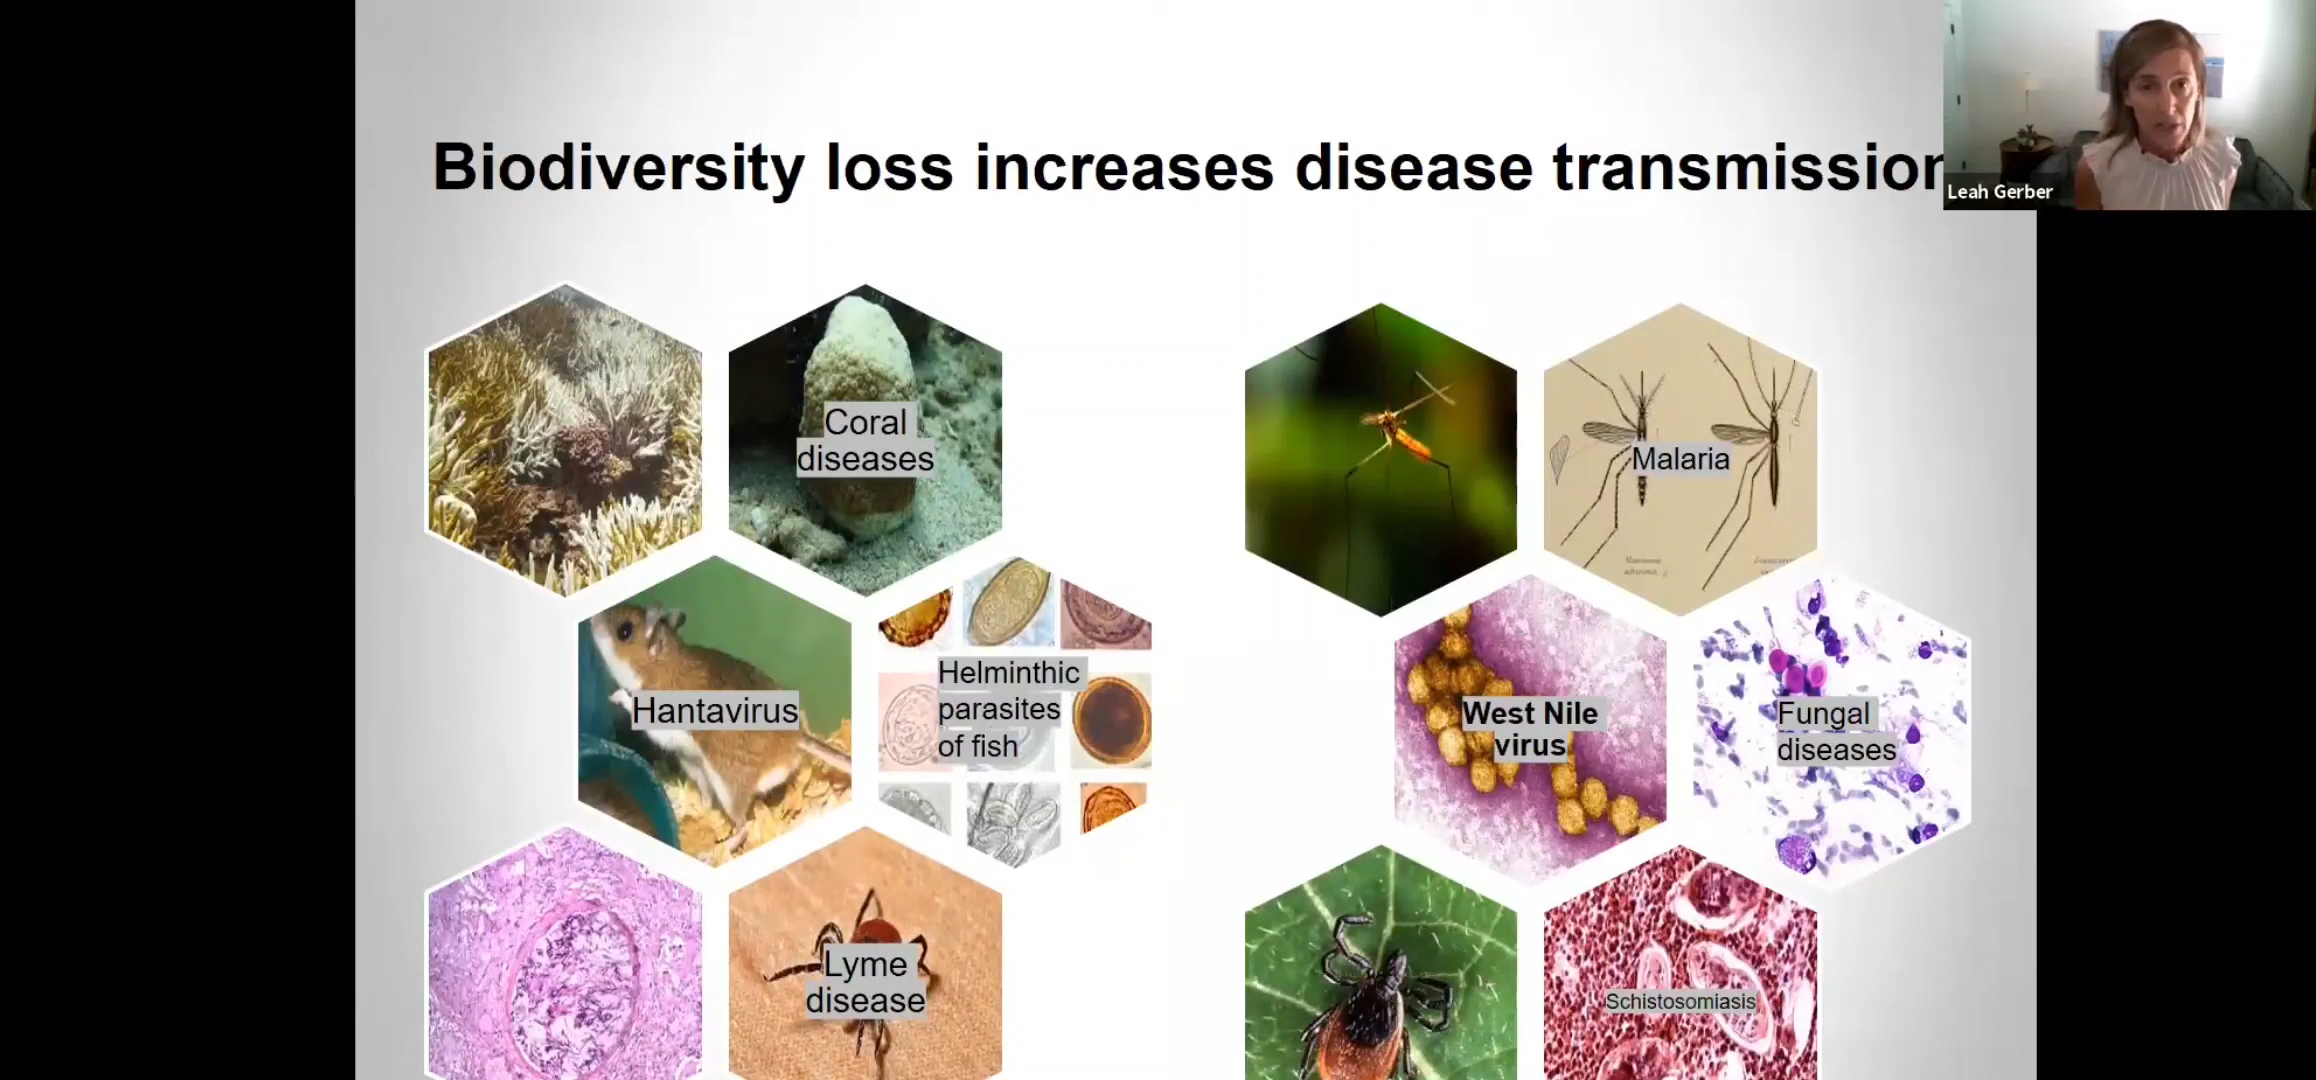 Biodiversity loss increases disease transmission
Leah Gerber
Coral
diseases
Malaria
Hantavirus
Helminthic
parasites
of fish
West Nile
virus
Fungal
diseases
Lyme
disease
Schistosomiasis